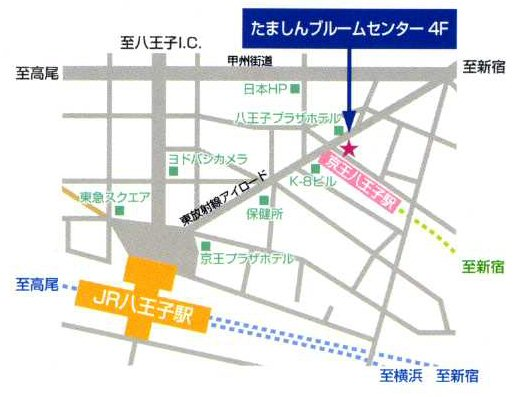 たましんブルームセンター 4F
至八王子I.C.
甲州街道
至高尾
至新宿
日本HP
八王子プラザホテル
ヨドバシカメラ
京王八王子駅
K-8ビル
東放射線アイロード
東急スクエア
保健所
京王プラザホテル
至新宿
至高尾
JR八王子駅
至横浜 至新宿